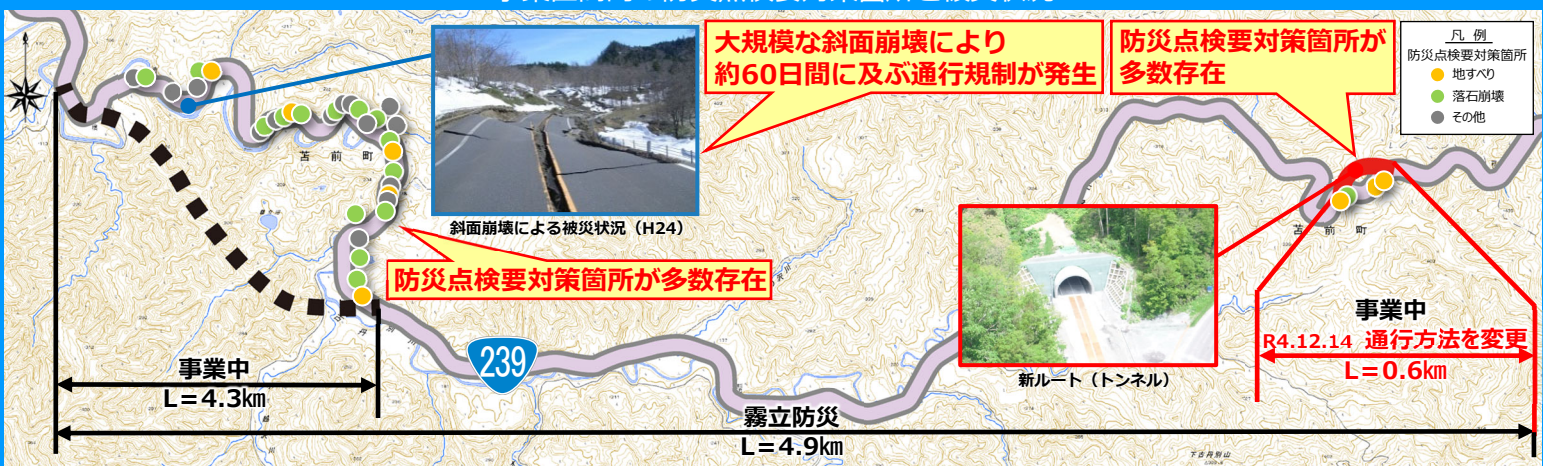 大規模な斜面崩壊により
約60日間に及ぶ通行規制が発生
防災点検要対策箇所が
多数存在
凡 例
防災点検要対策箇所
地すべり
落石崩壊
その他
苫 前 町
斜面崩壊による被災状況（H24）
防災点検要対策箇所が多数存在
苫 前 町
新ルート（トンネル）
事業中
R4.12.14 通行方法を変更
L＝0.6㎞
239
事業中
L＝4.3㎞
霧立防災
L＝4.9㎞
下古丹別山